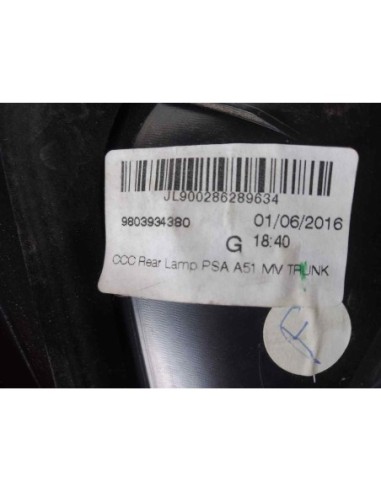 JL900286289634
9803934380 01/06/2016
G 18:40
CCC Rear Lamp PSA A51 MV TRUNK